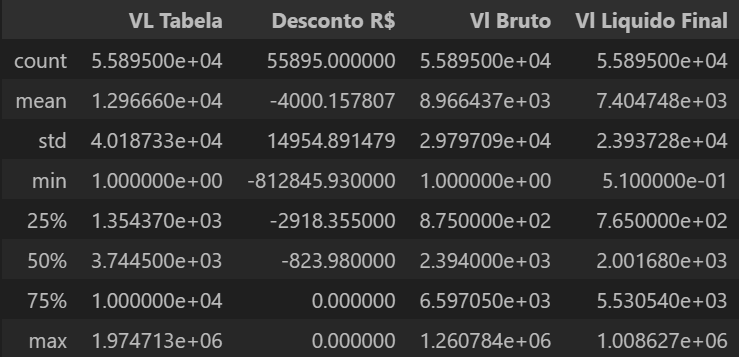 VL Tabela Desconto R$ Vl Bruto Vl Liquido Final
count 5.589500e+04 55895.000000 5.589500e+04 5.589500e+04
mean 1.296660e+04 -4000.157807 8.966437e+03 7.404748e+03
std 4.018733e+04 14954.891479 2.979709e+04 2.393728e+04
min 1.000000e+00 -812845.930000 1.000000e+00 5.100000e-01
25% 1.354370e+03 -2918.355000 8.750000e+02 7.650000e+02
50% 3.744500e+03 -823.980000 2.394000e+03 2.001680e+03
75% 1.000000e+04 0.000000 6.597050e+03 5.530540e+03
max 1.974713e+06 0.000000 1.260784e+06 1.008627e+06